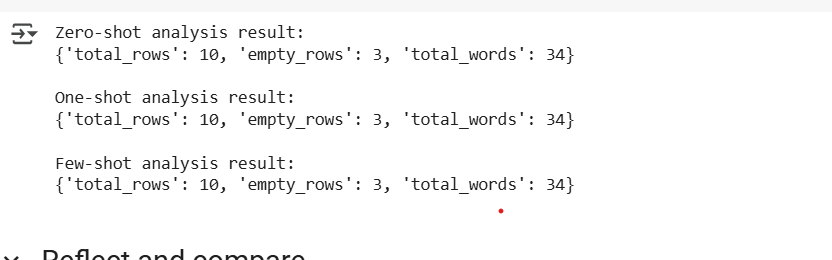 Zero-shot analysis result:
{'total_rows': 10, 'empty_rows': 3, 'total_words': 34}
One-shot analysis result:
{'total_rows': 10, 'empty_rows': 3, 'total_words': 34}
Few-shot analysis result:
{'total_rows': 10, 'empty_rows': 3, 'total_words': 34}
Reflect and compare